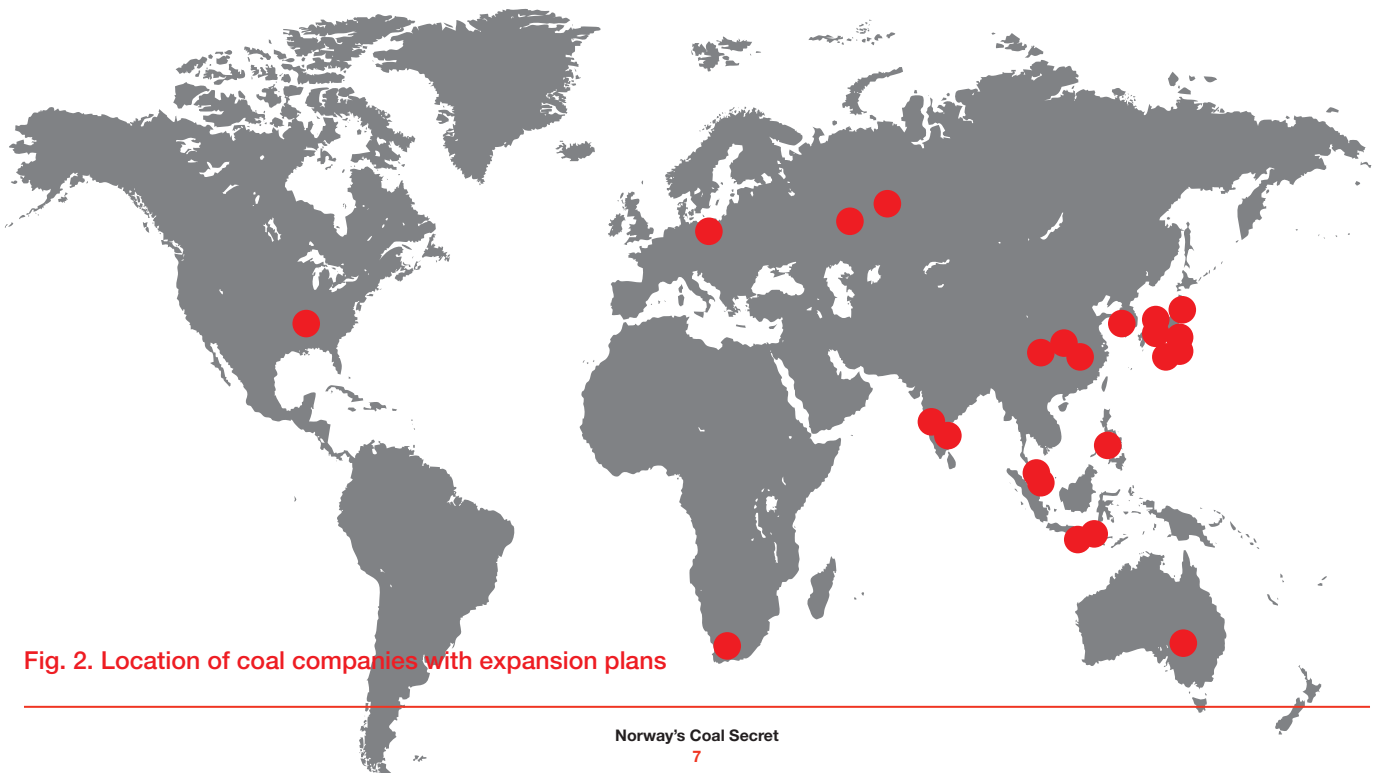 Fig. 2. Location of coal companies with expansion plans
Norway's Coal Secret
7